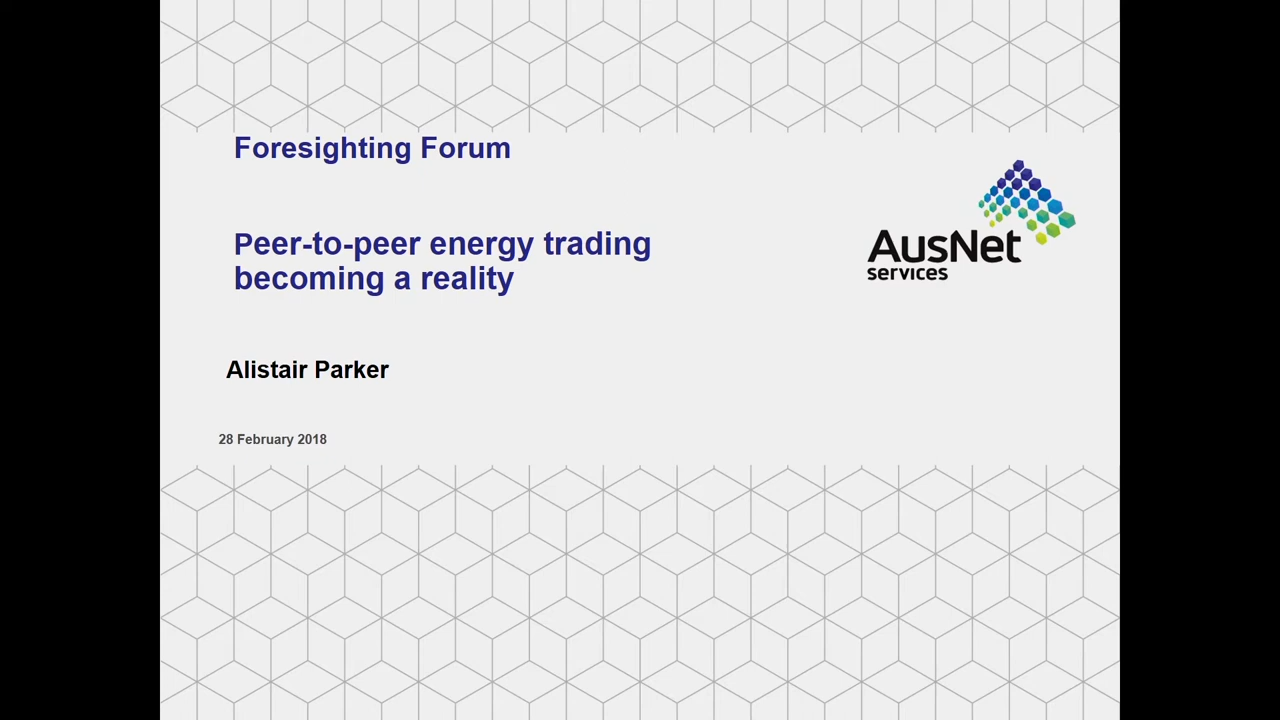 Foresighting Forum
Peer-to-peer energy trading
becoming a reality
AusNet
services
Alistair Parker
28 February 2018